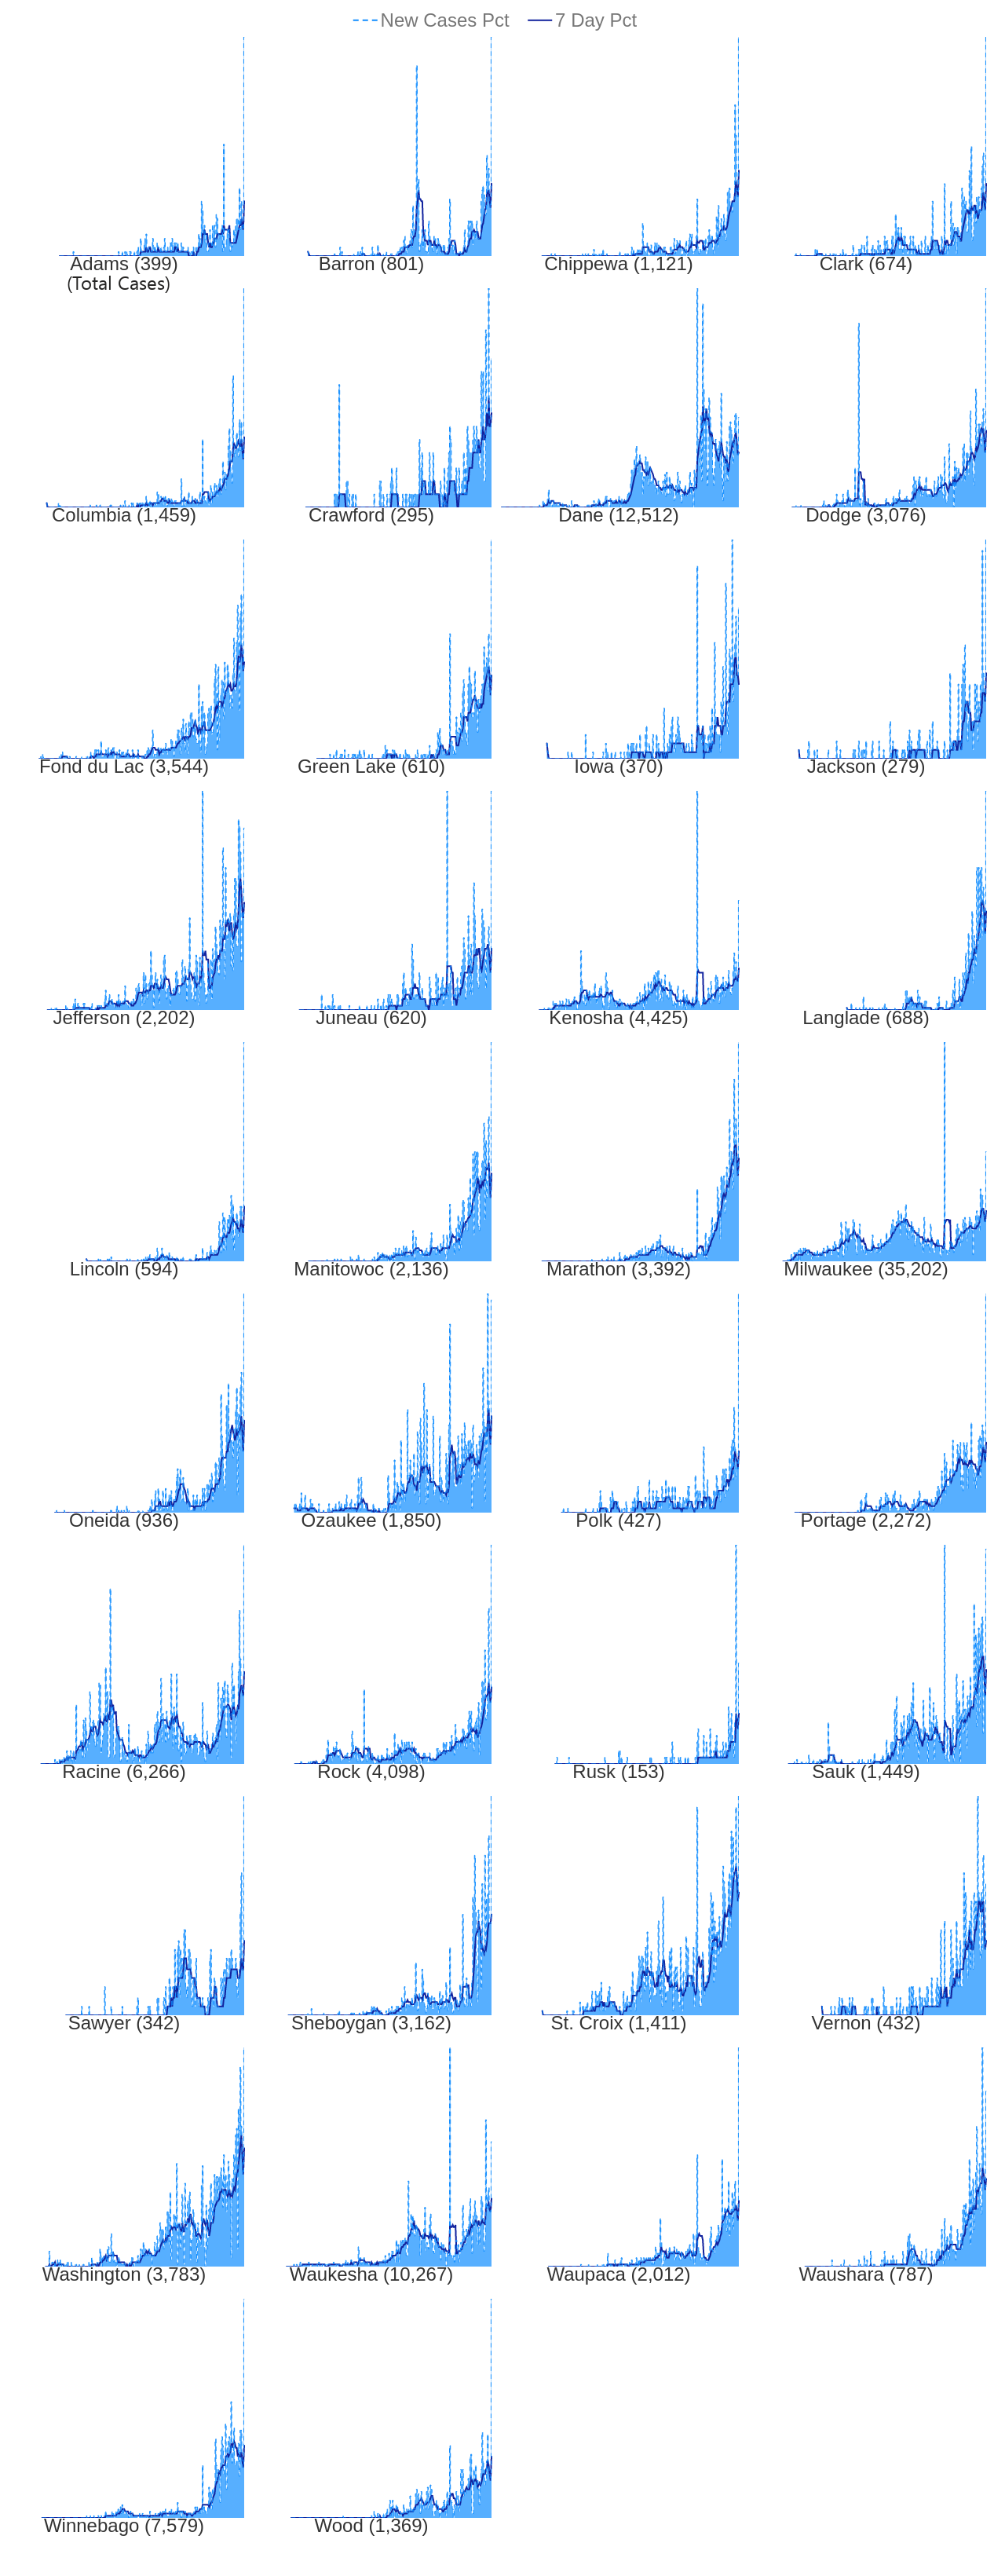 New Cases Pct 7 Day Pct
Adams (399) Barron (801) Chippewa (1,121) Clark (674)
(Total Cases)
Columbia (1,459) Crawford (295) Dane (12,512) Dodge (3,076)
Fond du Lac (3,544) Green Lake (610) Iowa (370) Jackson (279)
Jefferson (2,202) Juneau (620) Kenosha (4,425) Langlade (688)
Lincoln (594) Manitowoc (2,136) Marathon (3,392) Milwaukee (35,202)
Oneida (936) Ozaukee (1,850) Polk (427) Portage (2,272)
Racine (6,266) Rock (4,098) Rusk (153) Sauk (1,449)
Sawyer (342) Sheboygan (3,162) St. Croix (1,411) Vernon (432)
Washington (3,783) Waukesha (10,267) Waupaca (2,012) Waushara (787)
Winnebago (7,579) Wood (1,369)